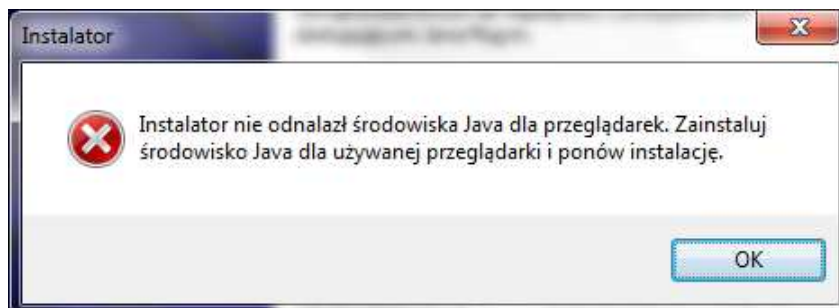 Instalator
Instalator nie odnalazł środowiska Java dla przeglądarek. Zainstaluj
środowisko Java dla używanej przeglądarki i ponów instalację.
OK